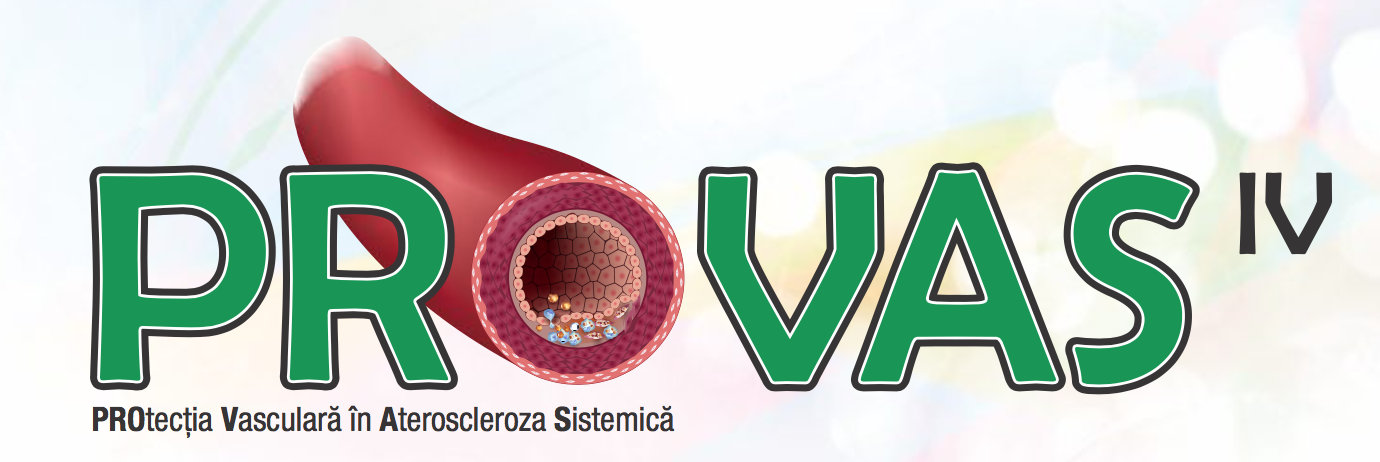 PROVAS IV
PROtecția Vasculară în Ateroscleroza Sistemică